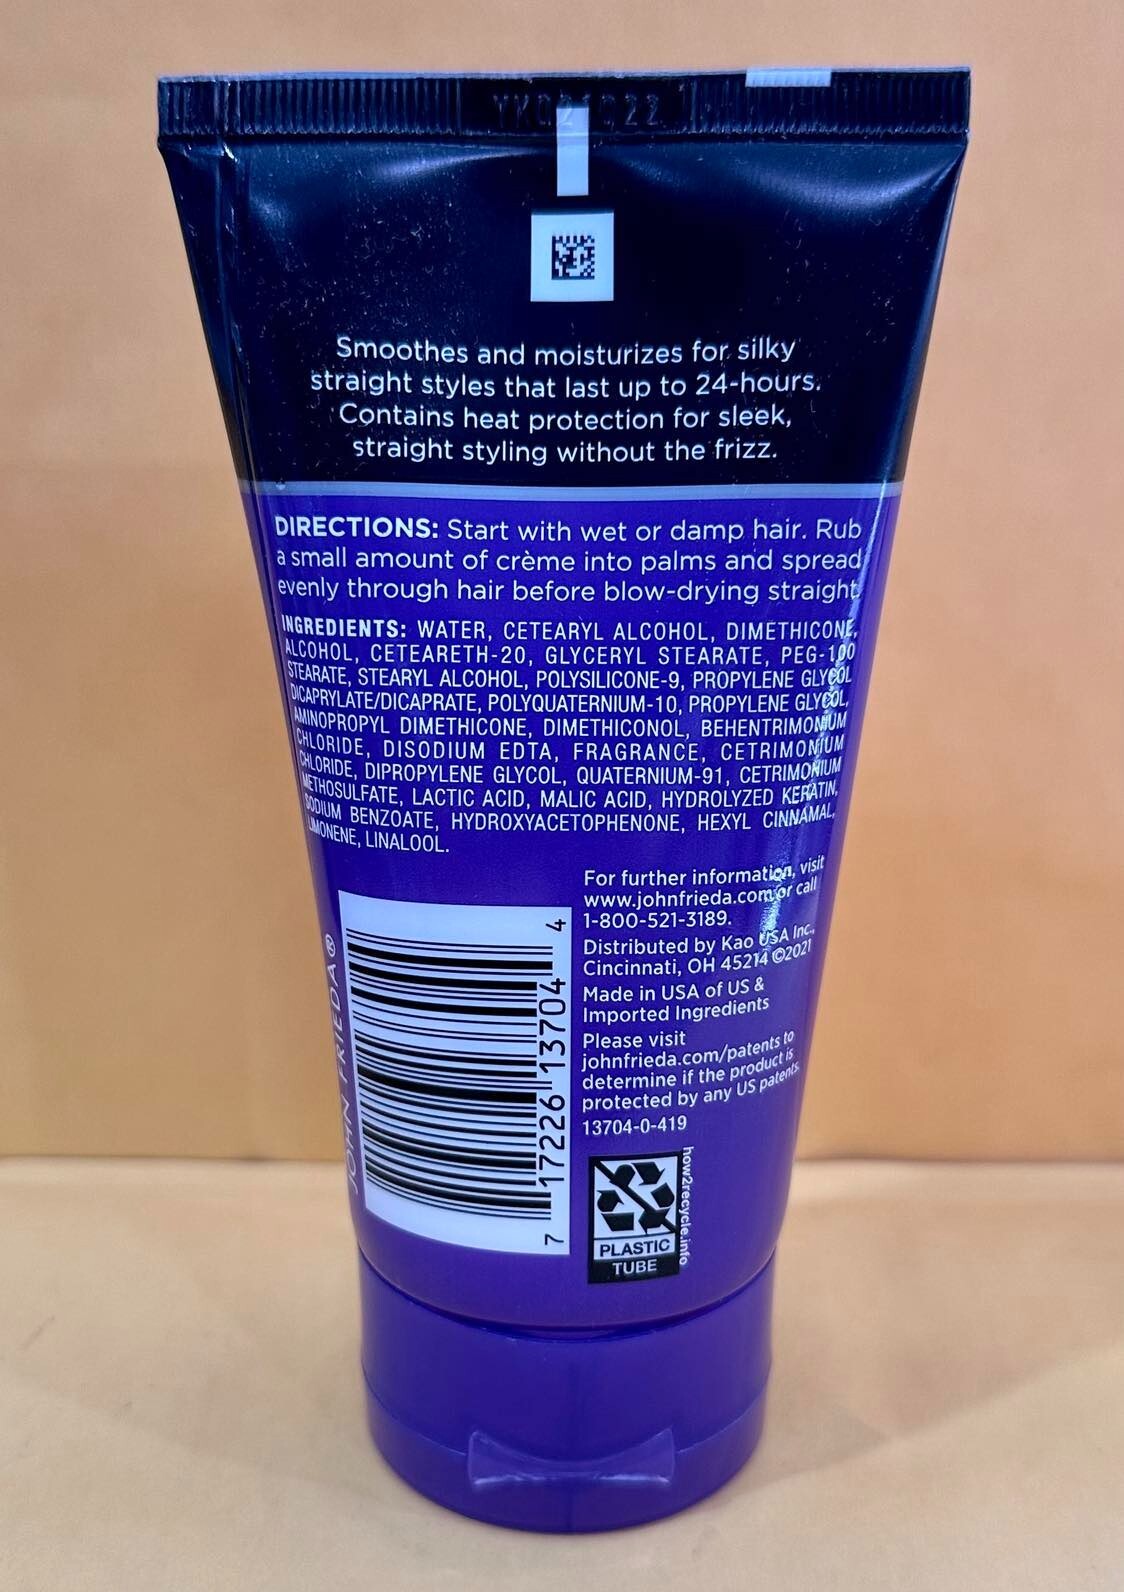 Smoothes and moisturizes for silky
straight styles that last up to 24-hours.
Contains heat protection for sleek,
straight styling without the frizz.
DIRECTIONS: Start with wet or damp hair. Rub
a small amount of crème into palms and spread
evenly through hair before blow-drying straight.
INGREDIENTS: WATER, CETEARYL ALCOHOL, DIMETHICONE,
ALCOHOL, CETEARETH-20, GLYCERYL STEARATE, PEG-100
STEARATE, STEARYL ALCOHOL, POLYSILICONE-9, PROPYLENE GLYCOL
DICAPRYLATE/DICAPRATE, POLYQUATERNIUM-10, PROPYLENE GLYCOL,
AMINOPROPYL DIMETHICONE, DIMETHICONOL, BEHENTRIMONIUM
CHLORIDE, DISODIUM EDTA, FRAGRANCE, CETRIMONIUM
CHLORIDE, DIPROPYLENE GLYCOL, QUATERNIUM-91, CETRIMONIUM
METHOSULFATE, LACTIC ACID, MALIC ACID, HYDROLYZED KERATIN,
SODIUM BENZOATE, HYDROXYACETOPHENONE, HEXYL CINNAMAL,
LIMONENE, LINALOOL.
For further information, visit
www.johnfrieda.com or call
1-800-521-3189.
Distributed by Kao USA Inc.,
Cincinnati, OH 45214 ©2021
Made in USA of US &
Imported Ingredients
Please visit
johnfrieda.com/patents to
determine if the product is
protected by any US patents.
13704-0-419
JOHN FRIEDA®
7 17226 13704 4
PLASTIC
TUBE
how2recycle.info